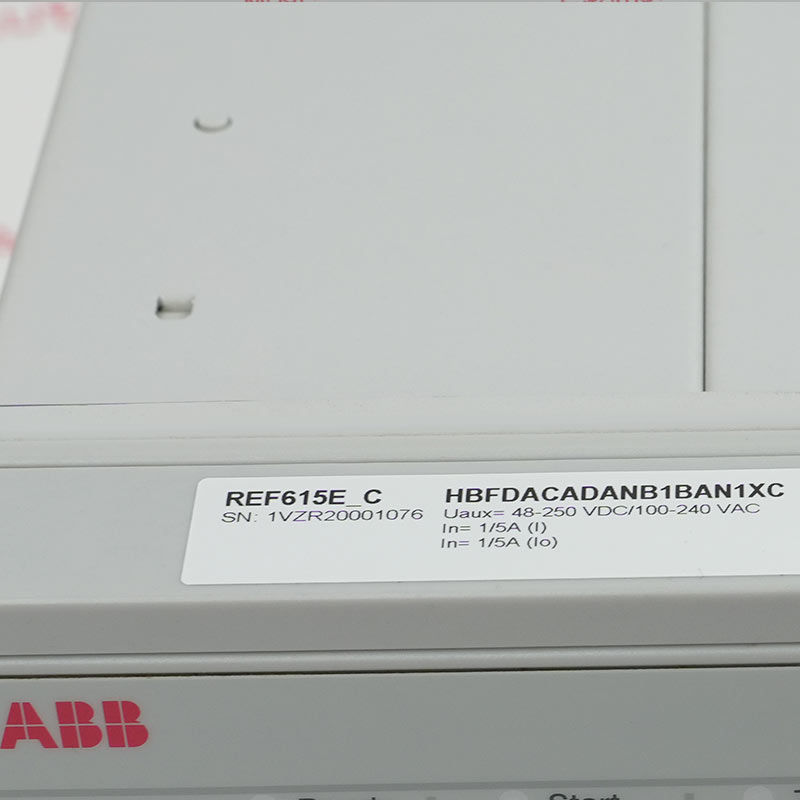 REF615E_C HBFDACADANB1BAN1XC
SN: 1VZR20001076 Uaux= 48-250 VDC/100-240 VAC
In= 1/5A (I)
In= 1/5A (Io)
ABB